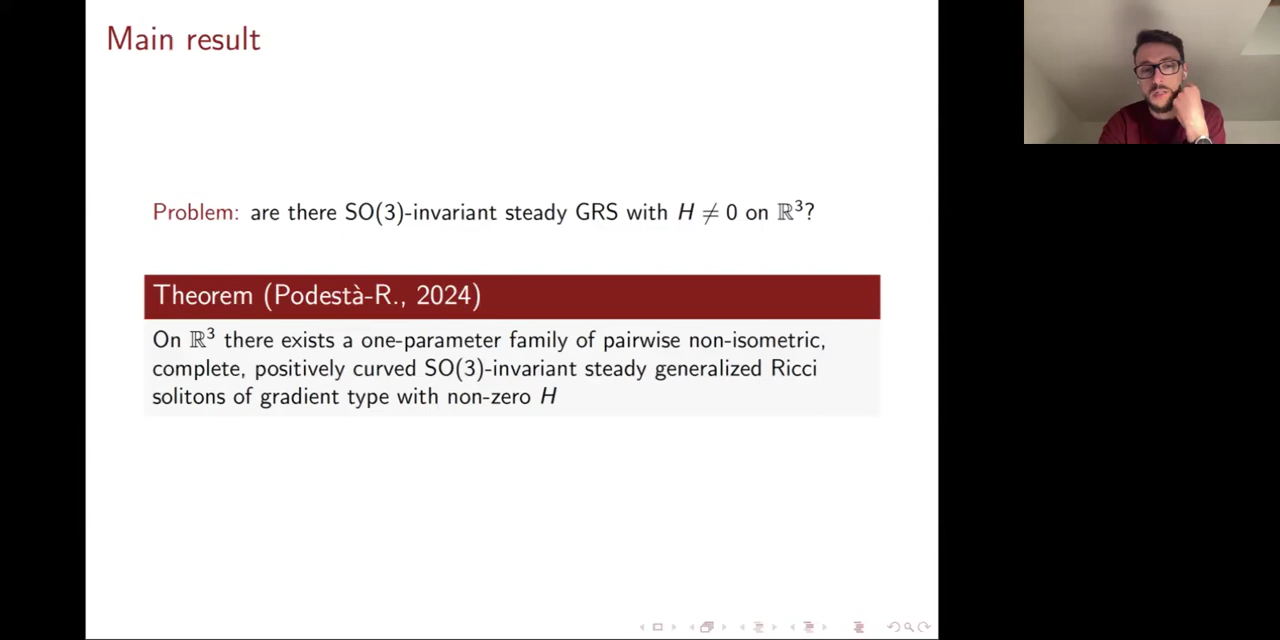 Main result
Problem: are there SO(3)-invariant steady GRS with H ≠ 0 on ℝ³?
Theorem (Podestà-R., 2024)
On ℝ³ there exists a one-parameter family of pairwise non-isometric,
complete, positively curved SO(3)-invariant steady generalized Ricci
solitons of gradient type with non-zero H